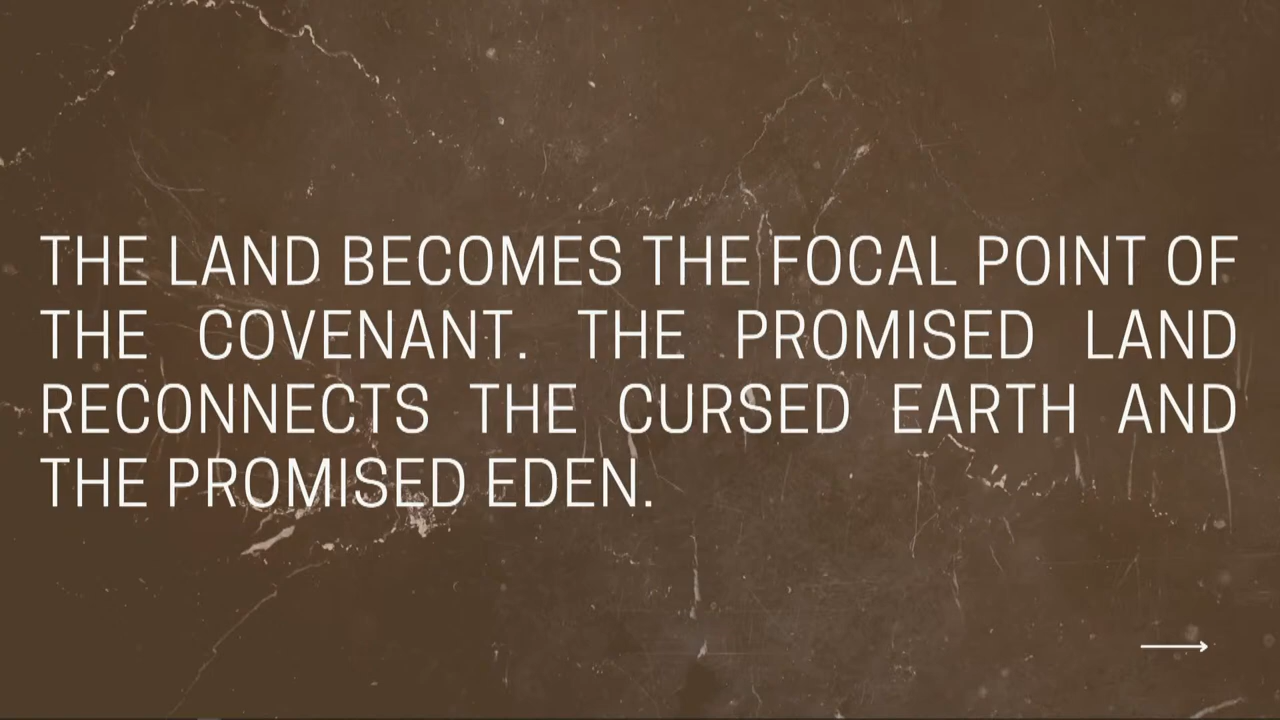 THE LAND BECOMES THE FOCAL POINT OF
THE COVENANT. THE PROMISED LAND
RECONNECTS THE CURSED EARTH AND
THE PROMISED EDEN.